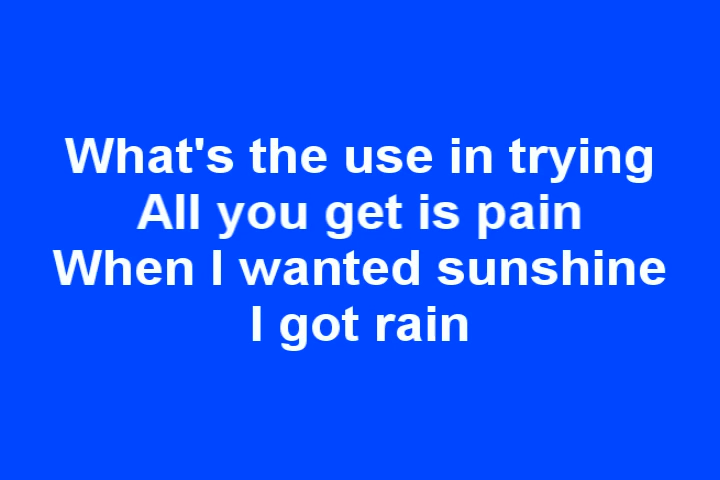 What's the use in trying
All you get is pain
When I wanted sunshine
I got rain